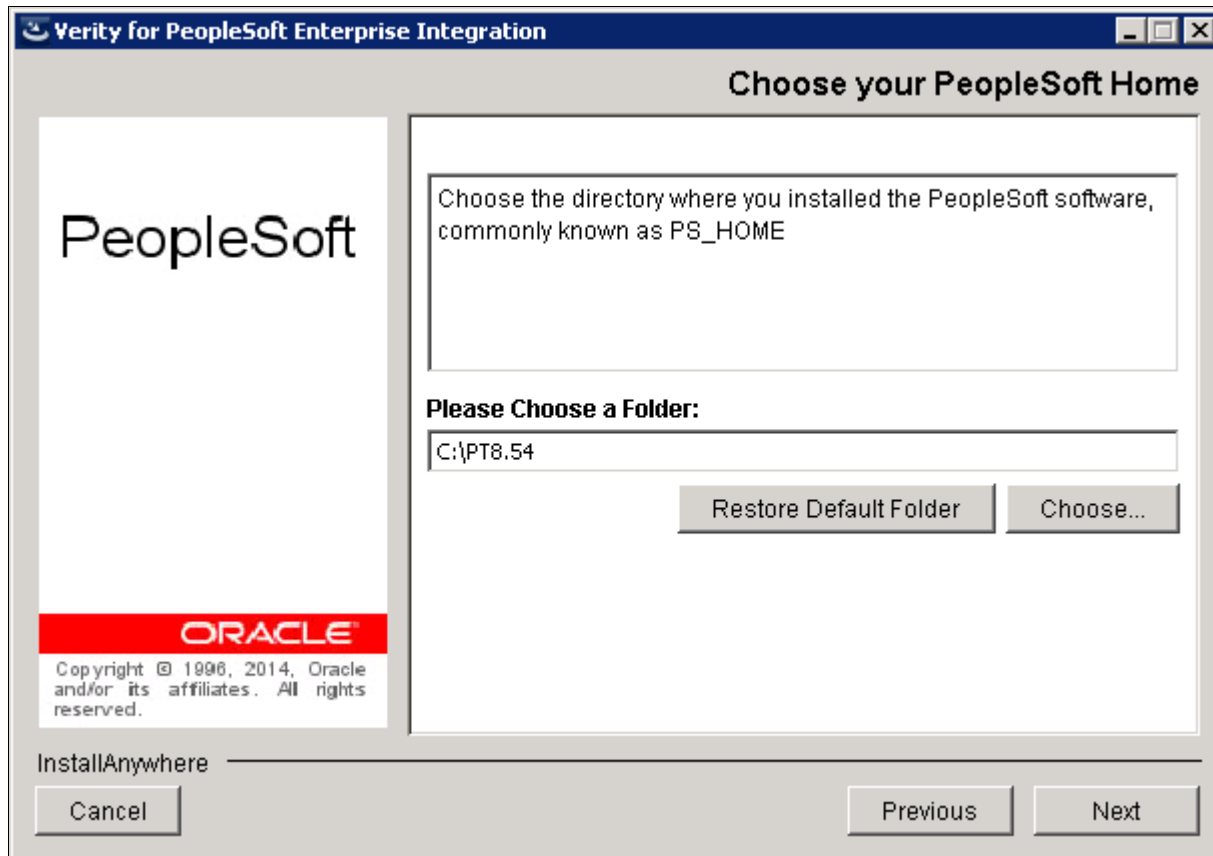 Verity for PeopleSoft Enterprise Integration
Choose your PeopleSoft Home
PeopleSoft
Choose the directory where you installed the PeopleSoft software,
commonly known as PS_HOME
Please Choose a Folder:
C:\PT8.54
Restore Default Folder
Choose...
ORACLE
Copyright © 1996, 2014, Oracle
and/or its affiliates. All rights
reserved.
InstallAnywhere
Cancel
Previous
Next